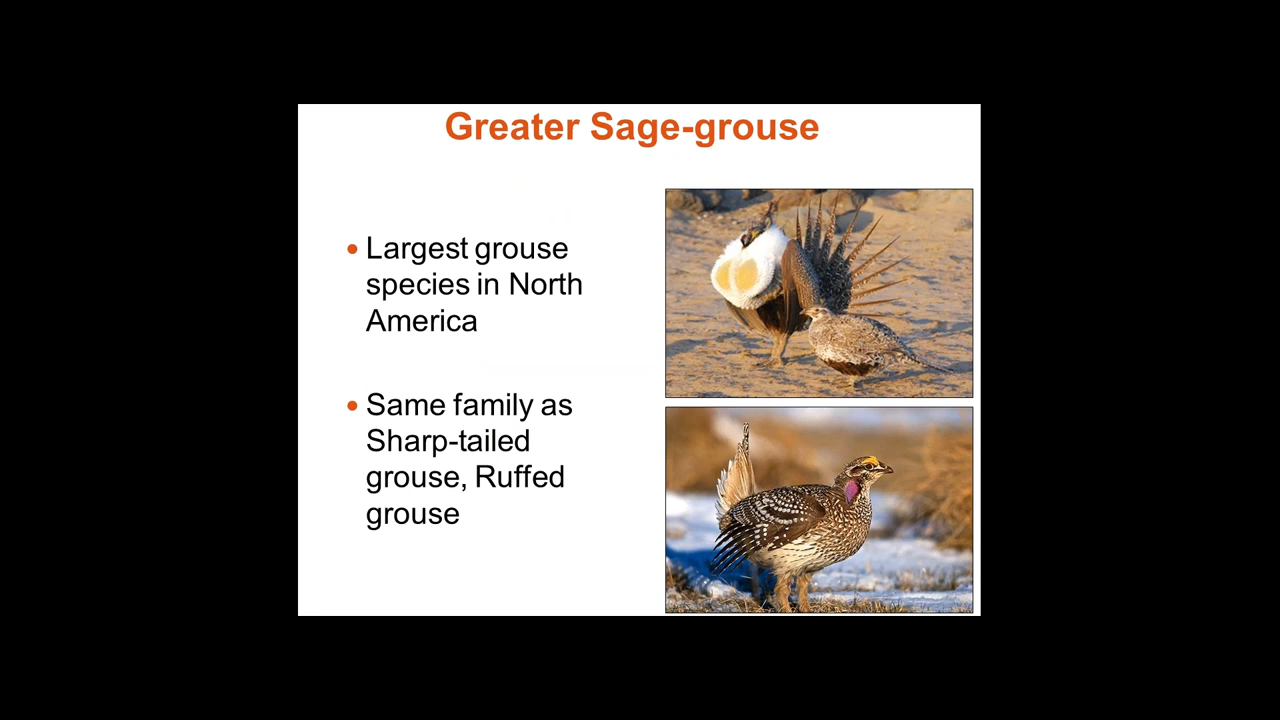 Greater Sage-grouse
• Largest grouse
species in North
America
• Same family as
Sharp-tailed
grouse, Ruffed
grouse